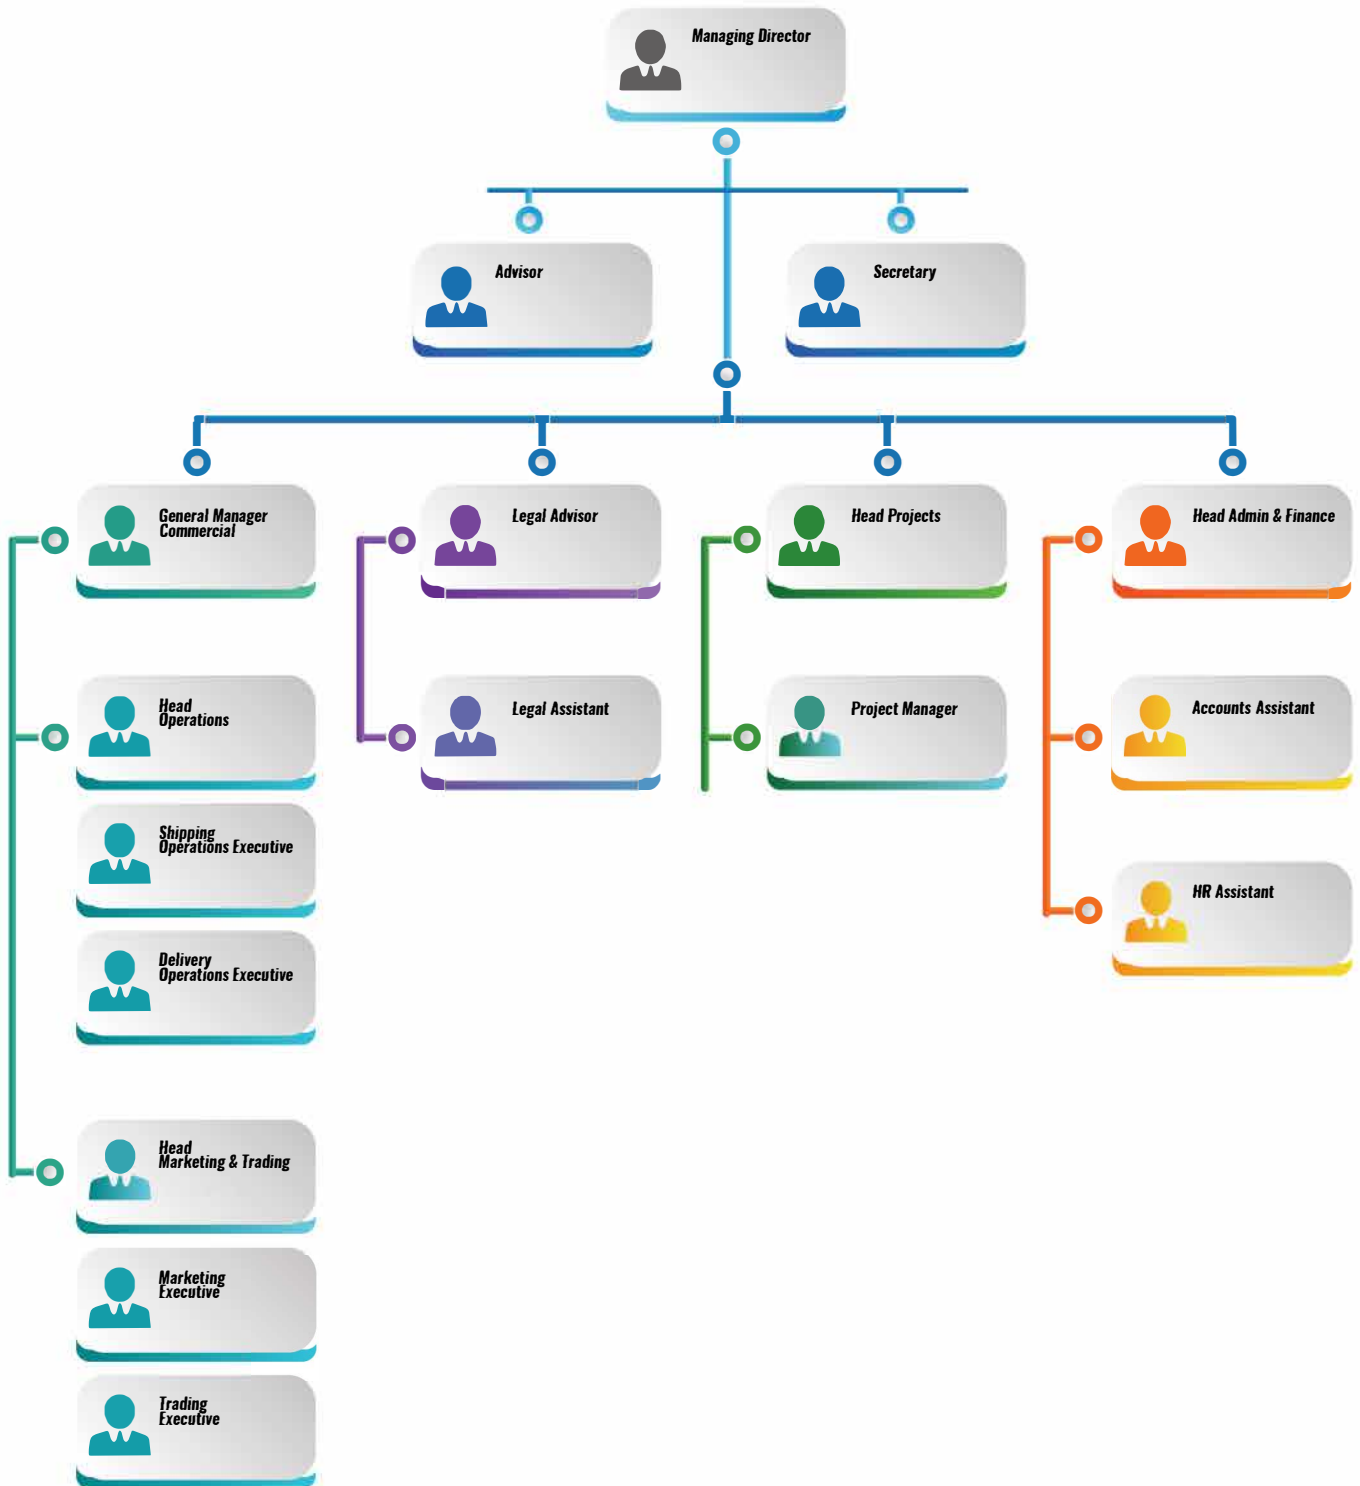 Managing Director
Advisor
Secretary
General Manager
Commercial
Legal Advisor
Head Projects
Head Admin & Finance
Head
Operations
Legal Assistant
Project Manager
Accounts Assistant
Shipping
Operations Executive
HR Assistant
Delivery
Operations Executive
Head
Marketing & Trading
Marketing
Executive
Trading
Executive